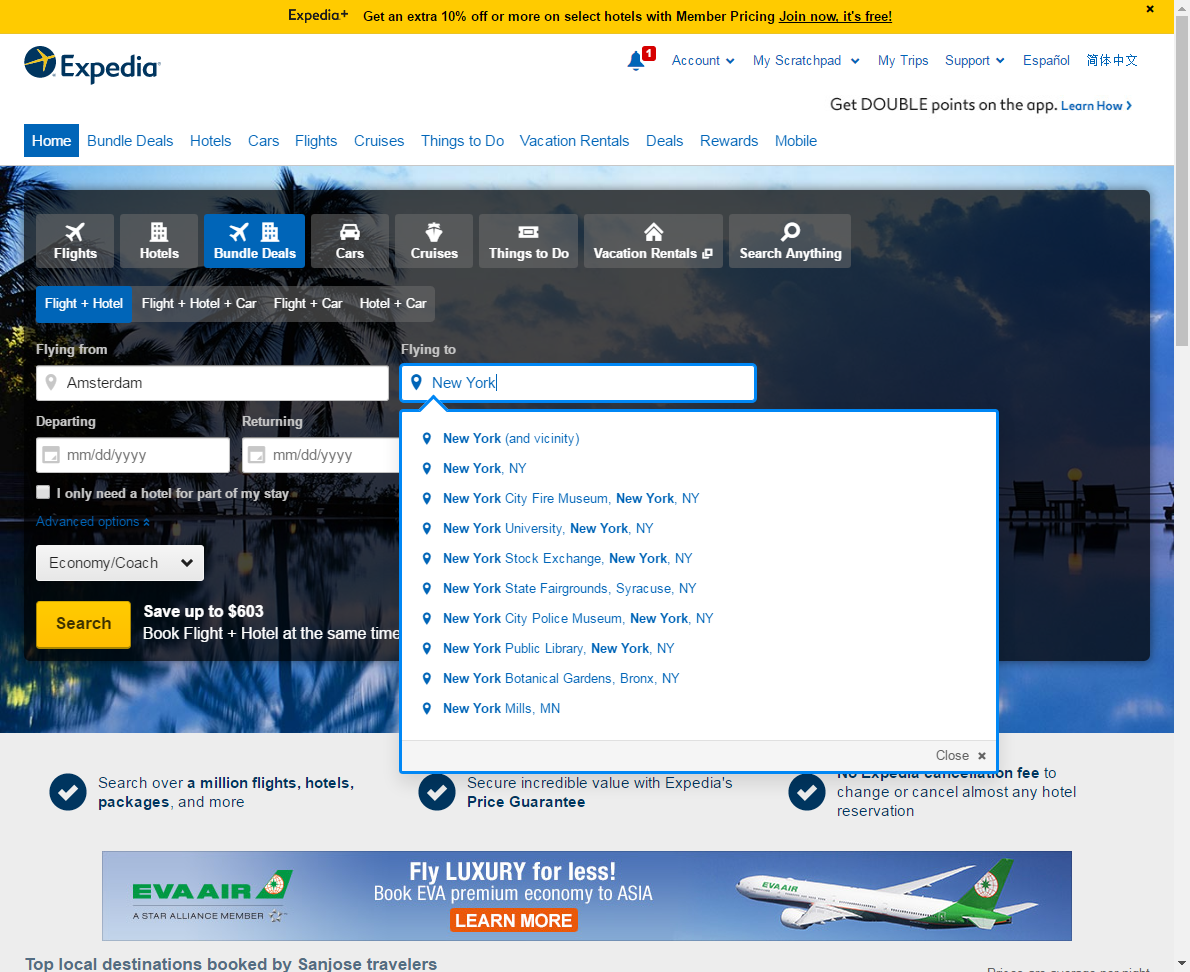 Expedia+ Get an extra 10% off or more on select hotels with Member Pricing Join now, it's free!
Expedia
1
Account My Scratchpad My Trips Support Español 简体中文
Get DOUBLE points on the app. Learn How
Home Bundle Deals Hotels Cars Flights Cruises Things to Do Vacation Rentals Deals Rewards Mobile
Flights Hotels Bundle Deals Cars Cruises Things to Do Vacation Rentals Search Anything
Flight + Hotel Flight + Hotel + Car Flight + Car Hotel + Car
Flying from Flying to
Amsterdam New York
Departing Returning
mm/dd/yyyy mm/dd/yyyy
I only need a hotel for part of my stay
Advanced options
Economy/Coach
Search
Save up to $603
Book Flight + Hotel at the same time
New York (and vicinity)
New York, NY
New York City Fire Museum, New York, NY
New York University, New York, NY
New York Stock Exchange, New York, NY
New York State Fairgrounds, Syracuse, NY
New York City Police Museum, New York, NY
New York Public Library, New York, NY
New York Botanical Gardens, Bronx, NY
New York Mills, MN
Close
Search over a million flights, hotels,
packages, and more
Secure incredible value with Expedia's
Price Guarantee
No Expedia cancellation fee to
change or cancel almost any hotel
reservation
EVA AIR
A STAR ALLIANCE MEMBER
Fly LUXURY for less!
Book EVA premium economy to ASIA
LEARN MORE
EVA AIR
Top local destinations booked by Sanjose travelers
Prices are average per night